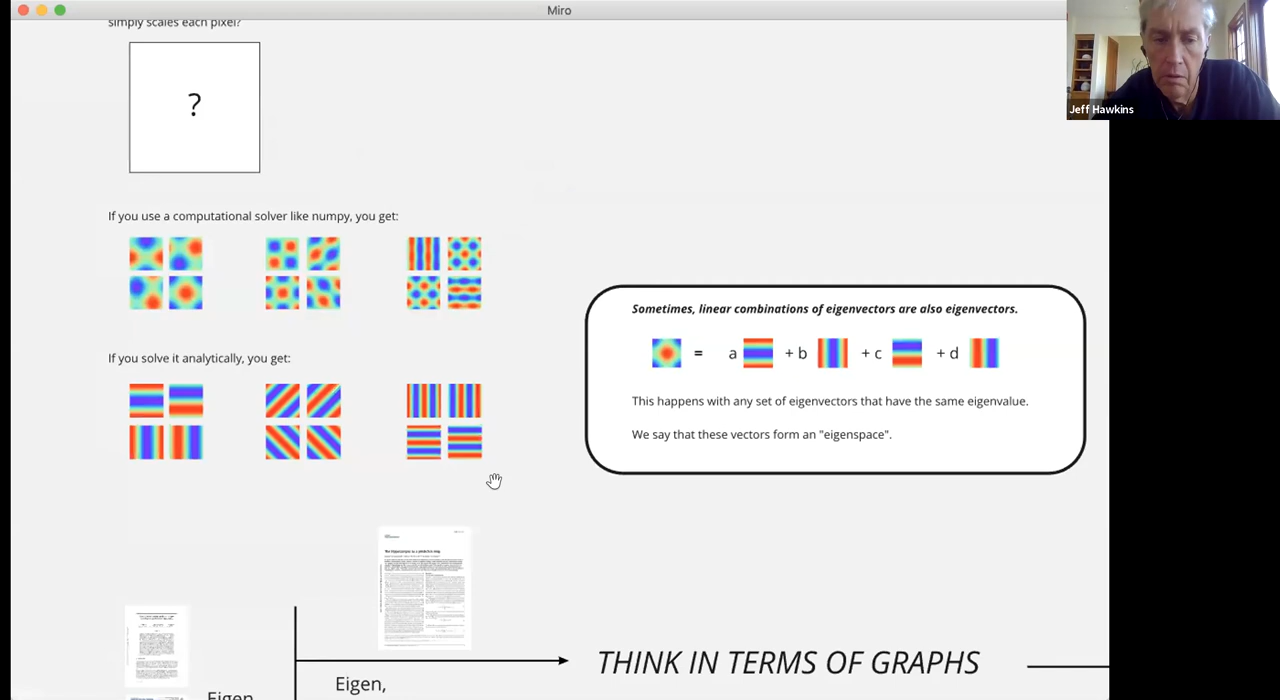 Miro
simply scales each pixel?
Jeff Hawkins
?
If you use a computational solver like numpy, you get:
Sometimes, linear combinations of eigenvectors are also eigenvectors.
= a + b + c + d
If you solve it analytically, you get:
This happens with any set of eigenvectors that have the same eigenvalue.
We say that these vectors form an "eigenspace".
THINK IN TERMS OF GRAPHS
Eigen,
Eigen